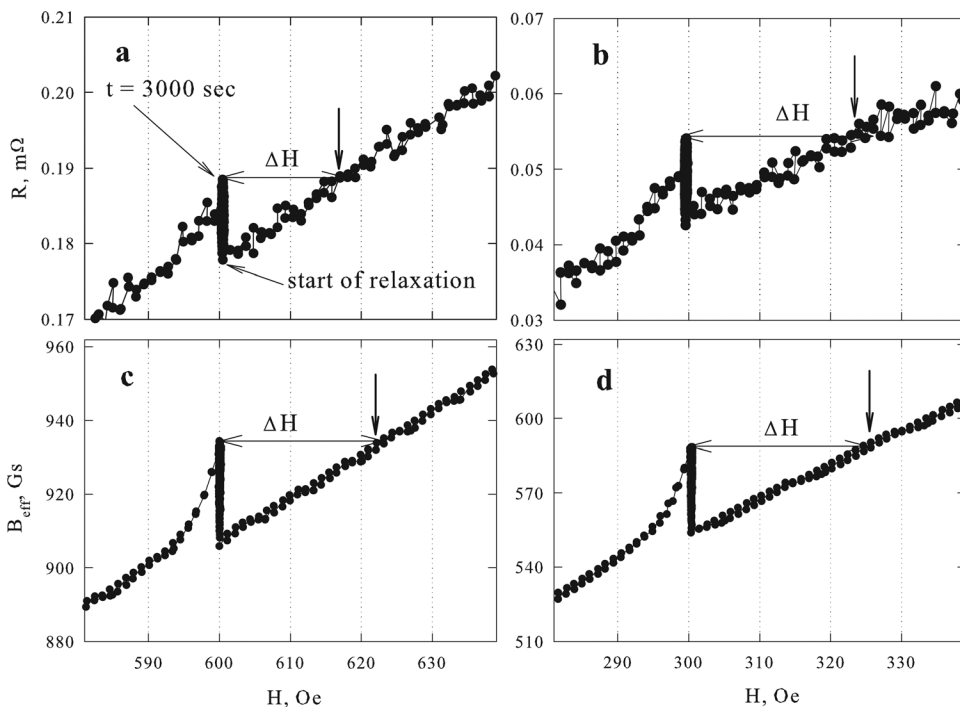 0.21
0.20
0.19
0.18
0.17
R, mΩ
a
t = 3000 sec
ΔH
start of relaxation
0.07
0.06
0.05
0.04
0.03
b
ΔH
960
940
920
900
880
B_eff, Gs
c
ΔH
590 600 610 620 630
H, Oe
630
600
570
540
510
d
ΔH
290 300 310 320 330
H, Oe